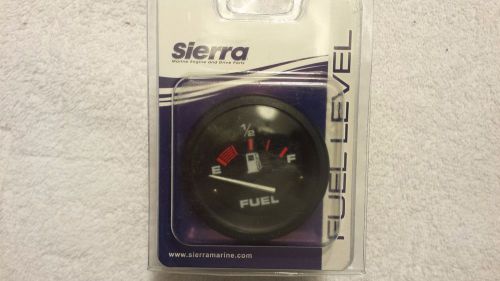 Sierra
Marine Engine and Drive Parts
FUEL LEVEL
1/2
E
F
FUEL
www.sierramarine.com